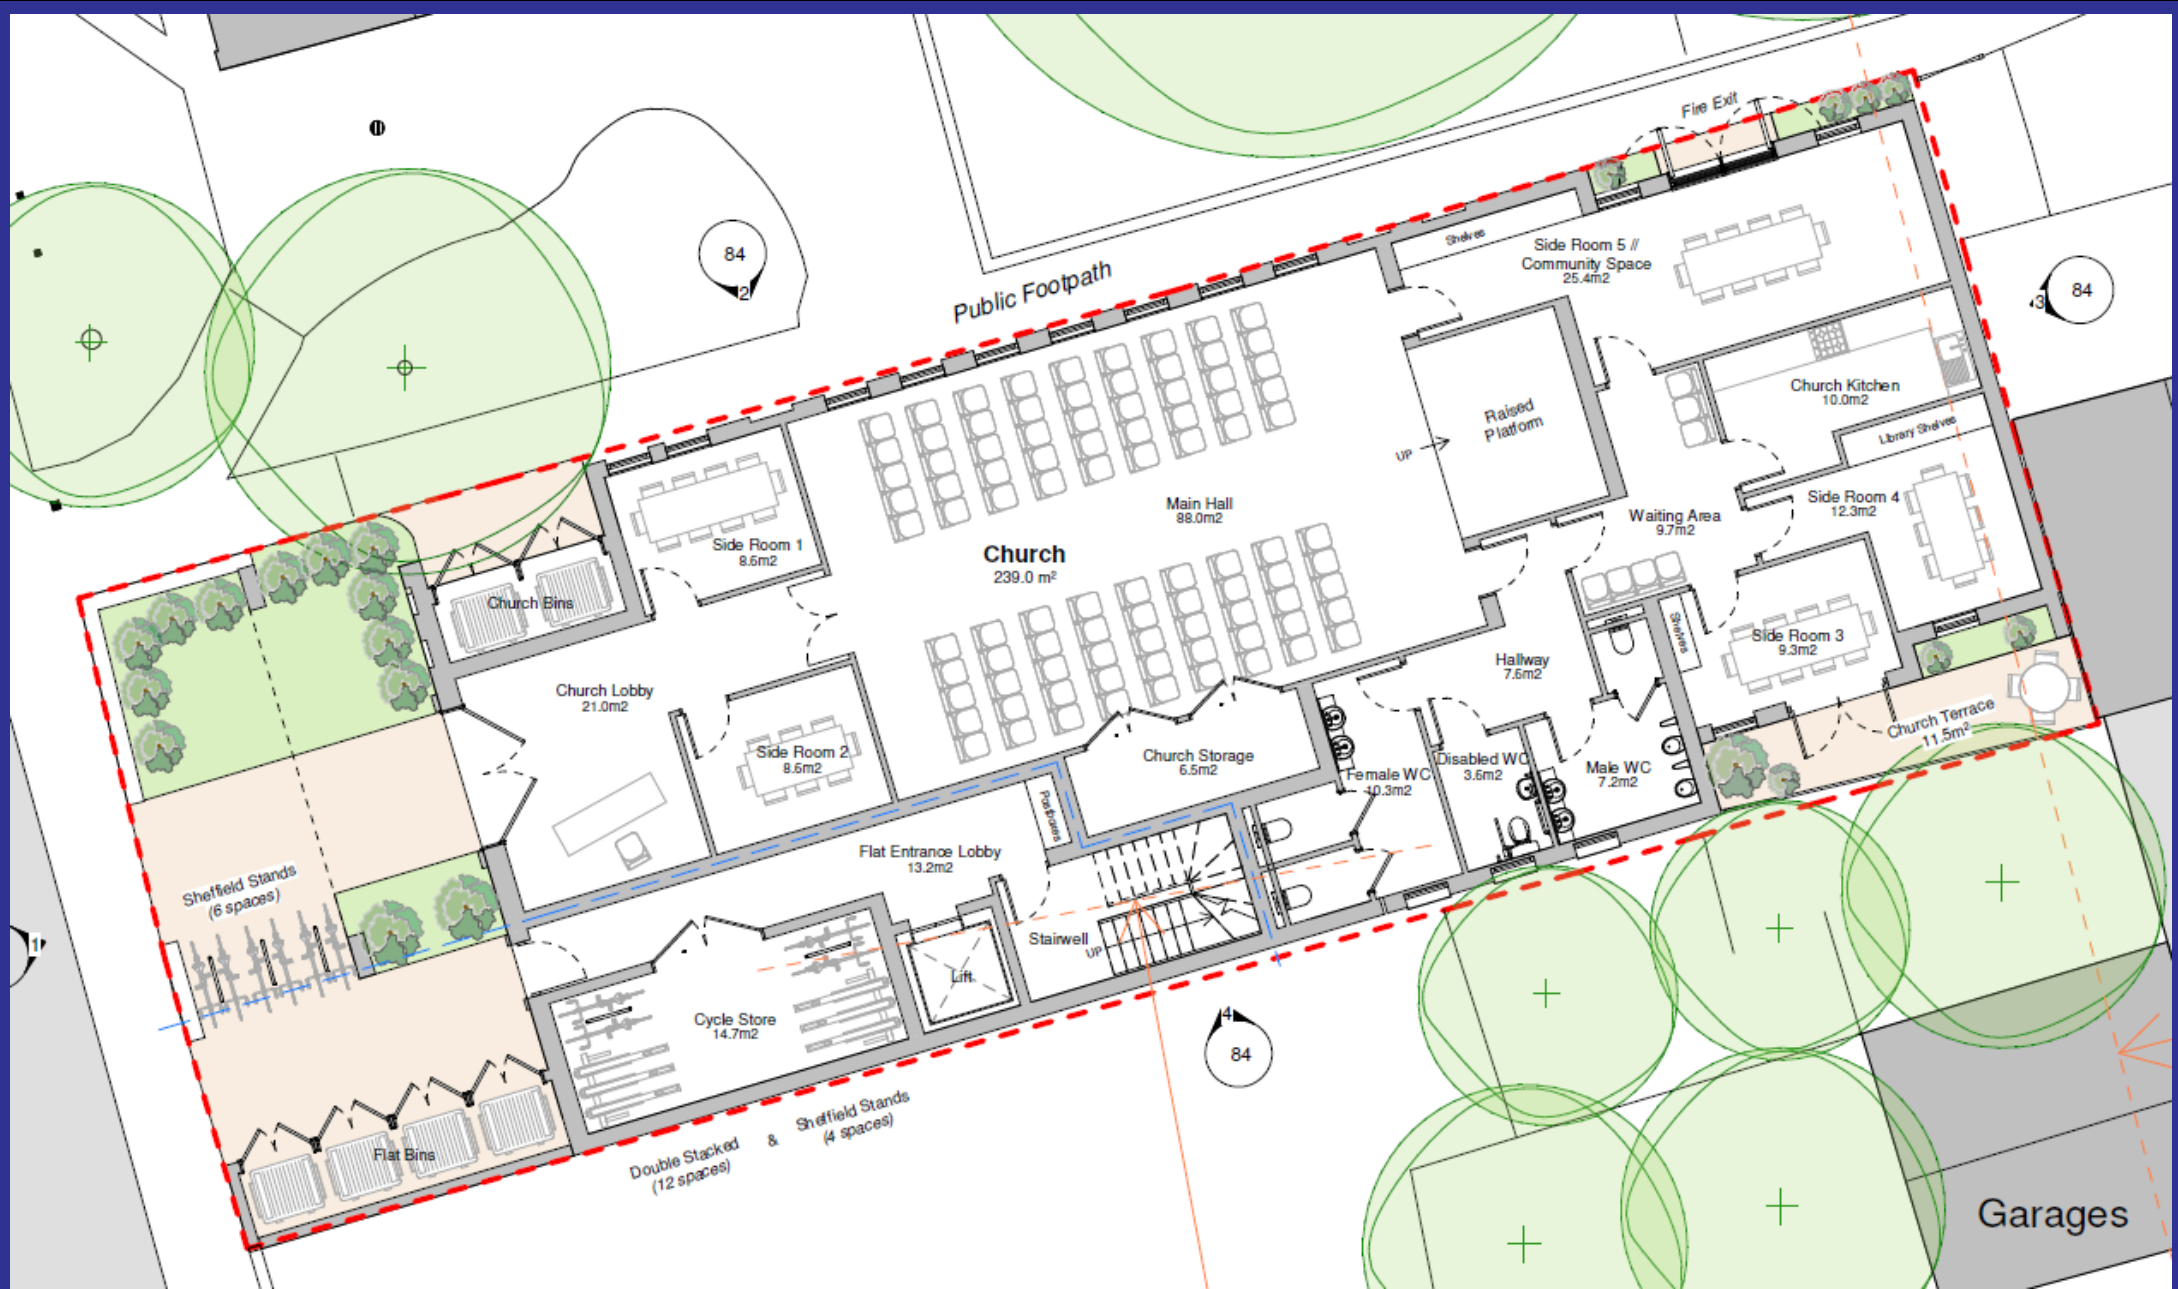 Fire Exit
84
2
Public Footpath
Shelves
Side Room 5 //
Community Space
25.4m2
84
3
Church Kitchen
10.0m2
Library Shelves
Raised
Platform
UP
Side Room 4
12.3m2
Main Hall
88.0m2
Waiting Area
9.7m2
Church
239.0 m²
Side Room 1
8.6m2
Church Bins
Shelves
Side Room 3
9.3m2
Hallway
7.6m2
Church Lobby
21.0m2
Church Terrace
11.5m²
Side Room 2
8.6m2
Church Storage
6.5m2
Disabled WC
3.6m2
Female WC
10.3m2
Male WC
7.2m2
Postboxes
Flat Entrance Lobby
13.2m2
Sheffield Stands
(6 spaces)
1
Stairwell
UP
Lift
Cycle Store
14.7m2
4
84
Flat Bins
Double Stacked & Sheffield Stands
(12 spaces) (4 spaces)
Garages